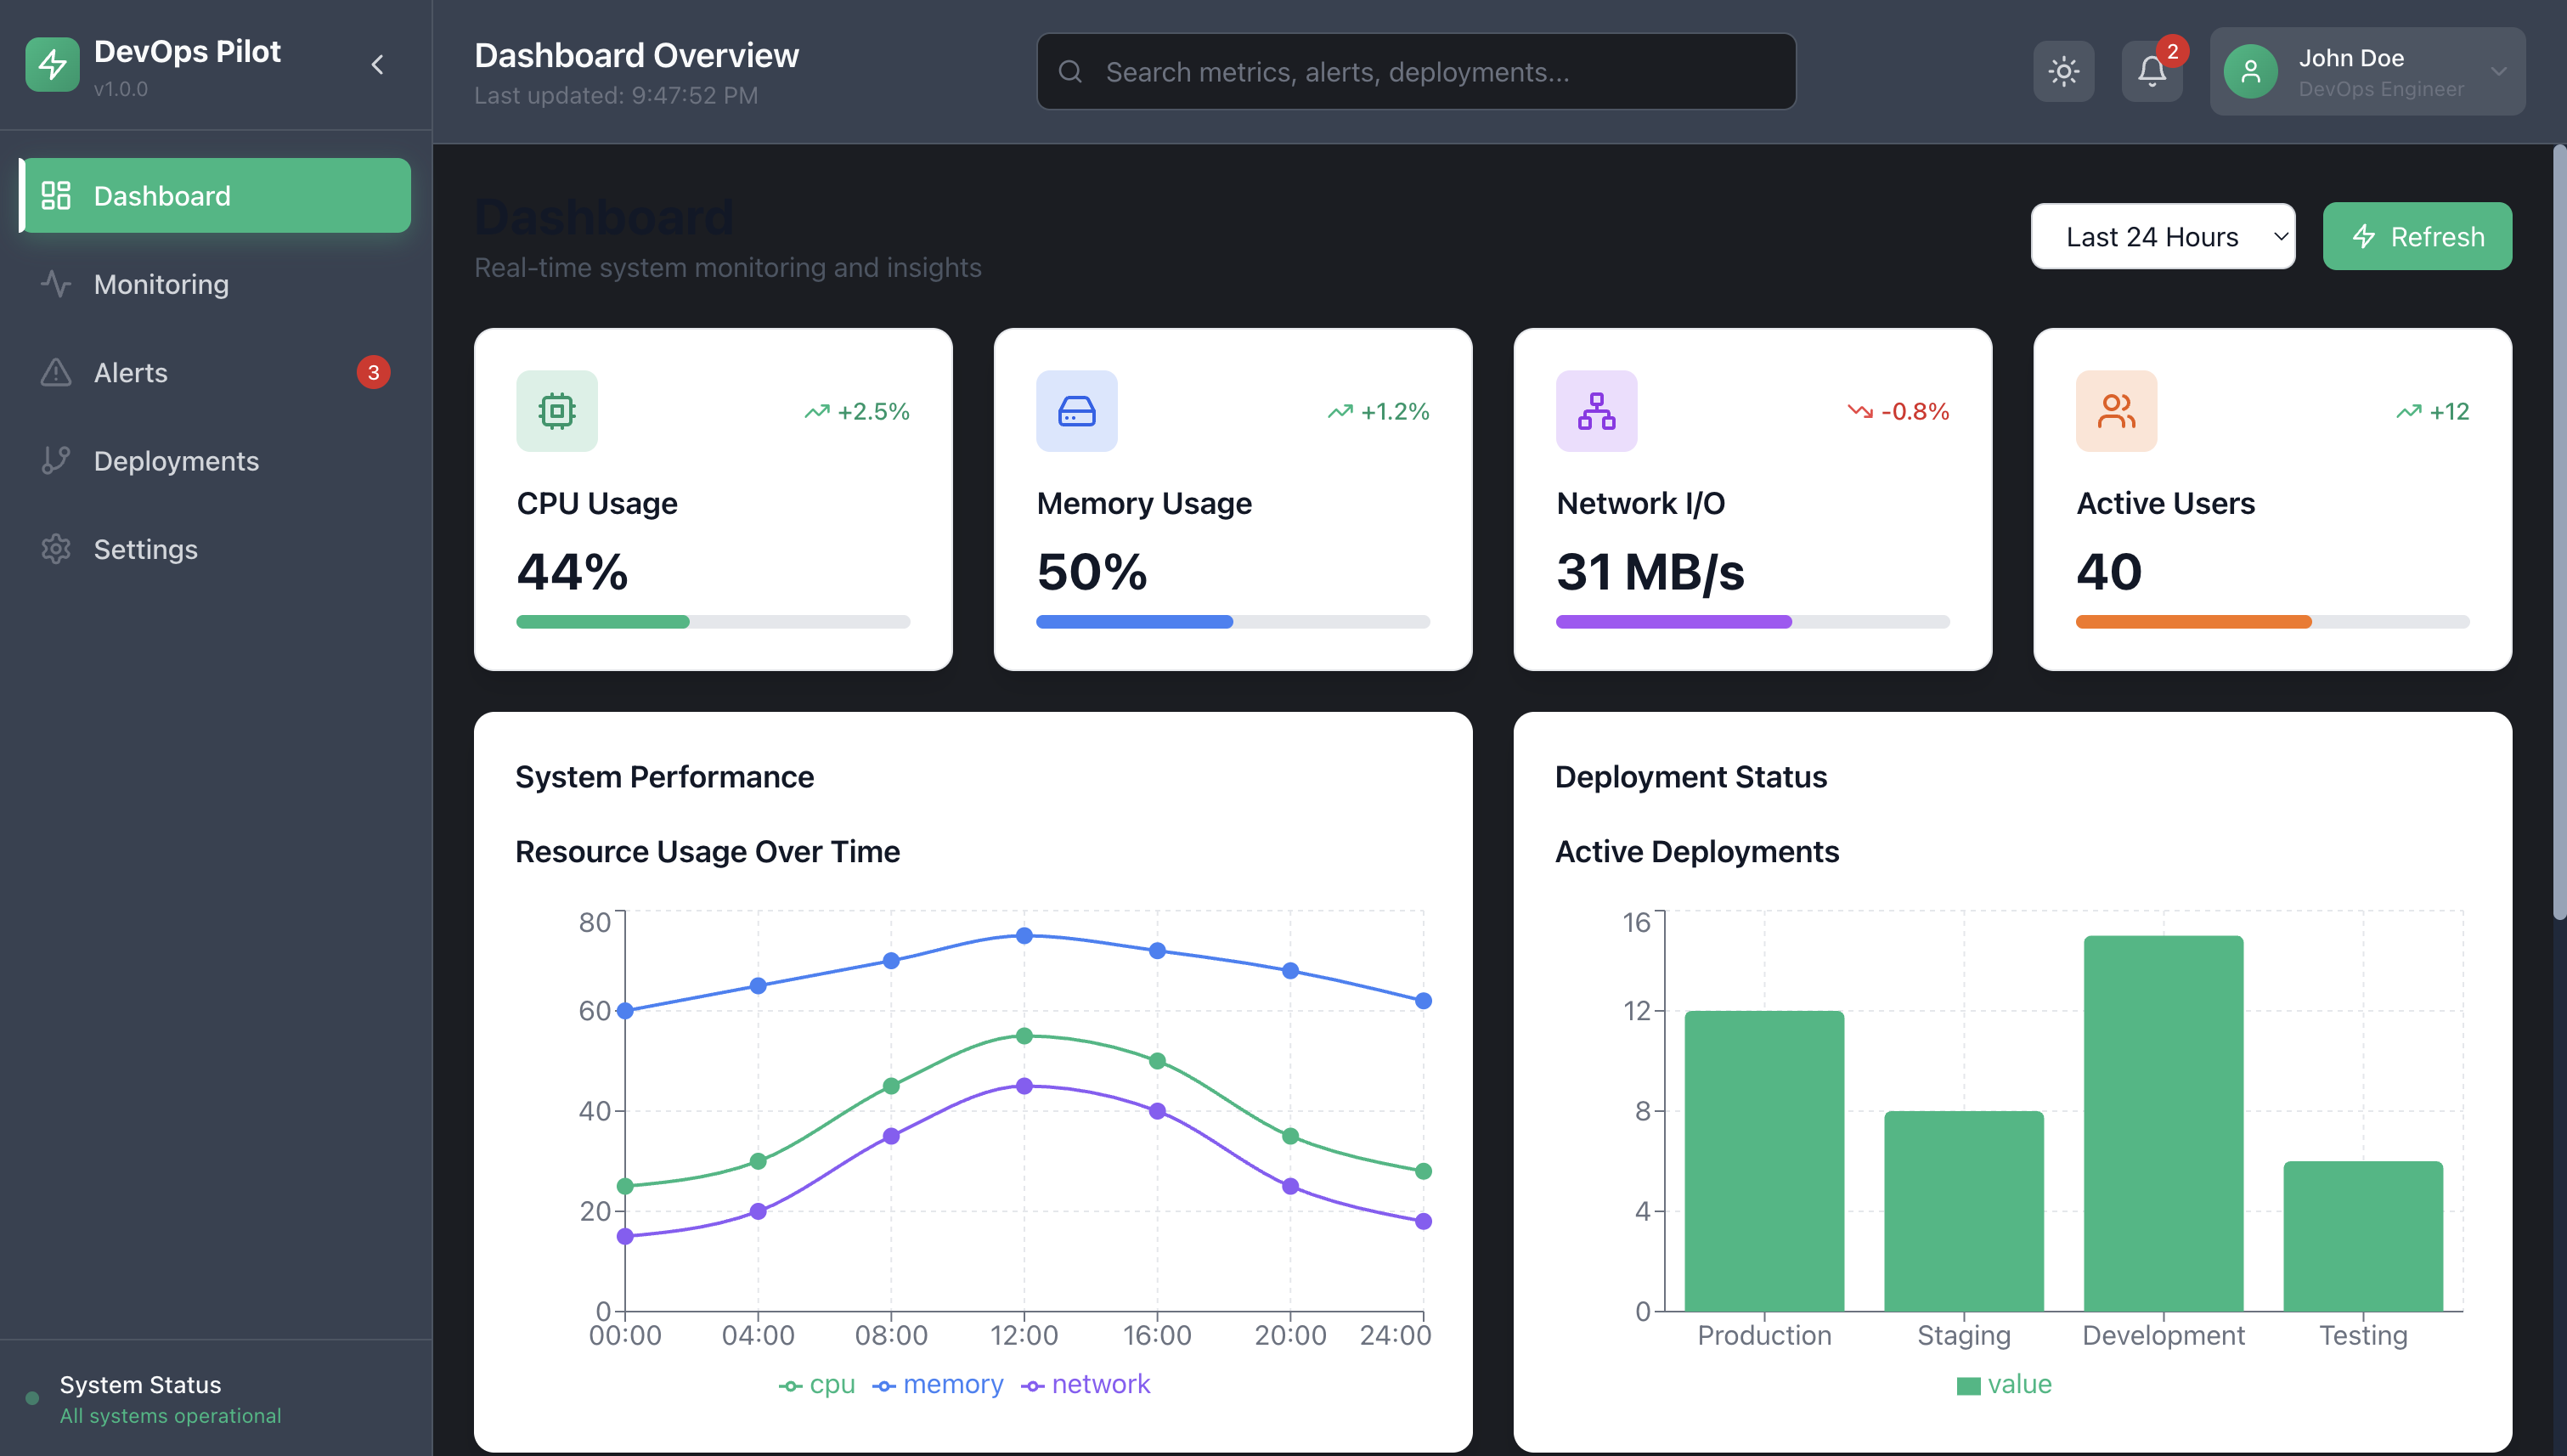 DevOps Pilot
v1.0.0
Dashboard
Monitoring
Alerts
3
Deployments
Settings
System Status
All systems operational
Dashboard Overview
Last updated: 9:47:52 PM
Search metrics, alerts, deployments...
2
John Doe
DevOps Engineer
Dashboard
Real-time system monitoring and insights
Last 24 Hours
Refresh
+2.5%
CPU Usage
44%
+1.2%
Memory Usage
50%
-0.8%
Network I/O
31 MB/s
+12
Active Users
40
System Performance
Resource Usage Over Time
80
60
40
20
0
00:00 04:00 08:00 12:00 16:00 20:00 24:00
cpu memory network
Deployment Status
Active Deployments
16
12
8
4
0
Production Staging Development Testing
value